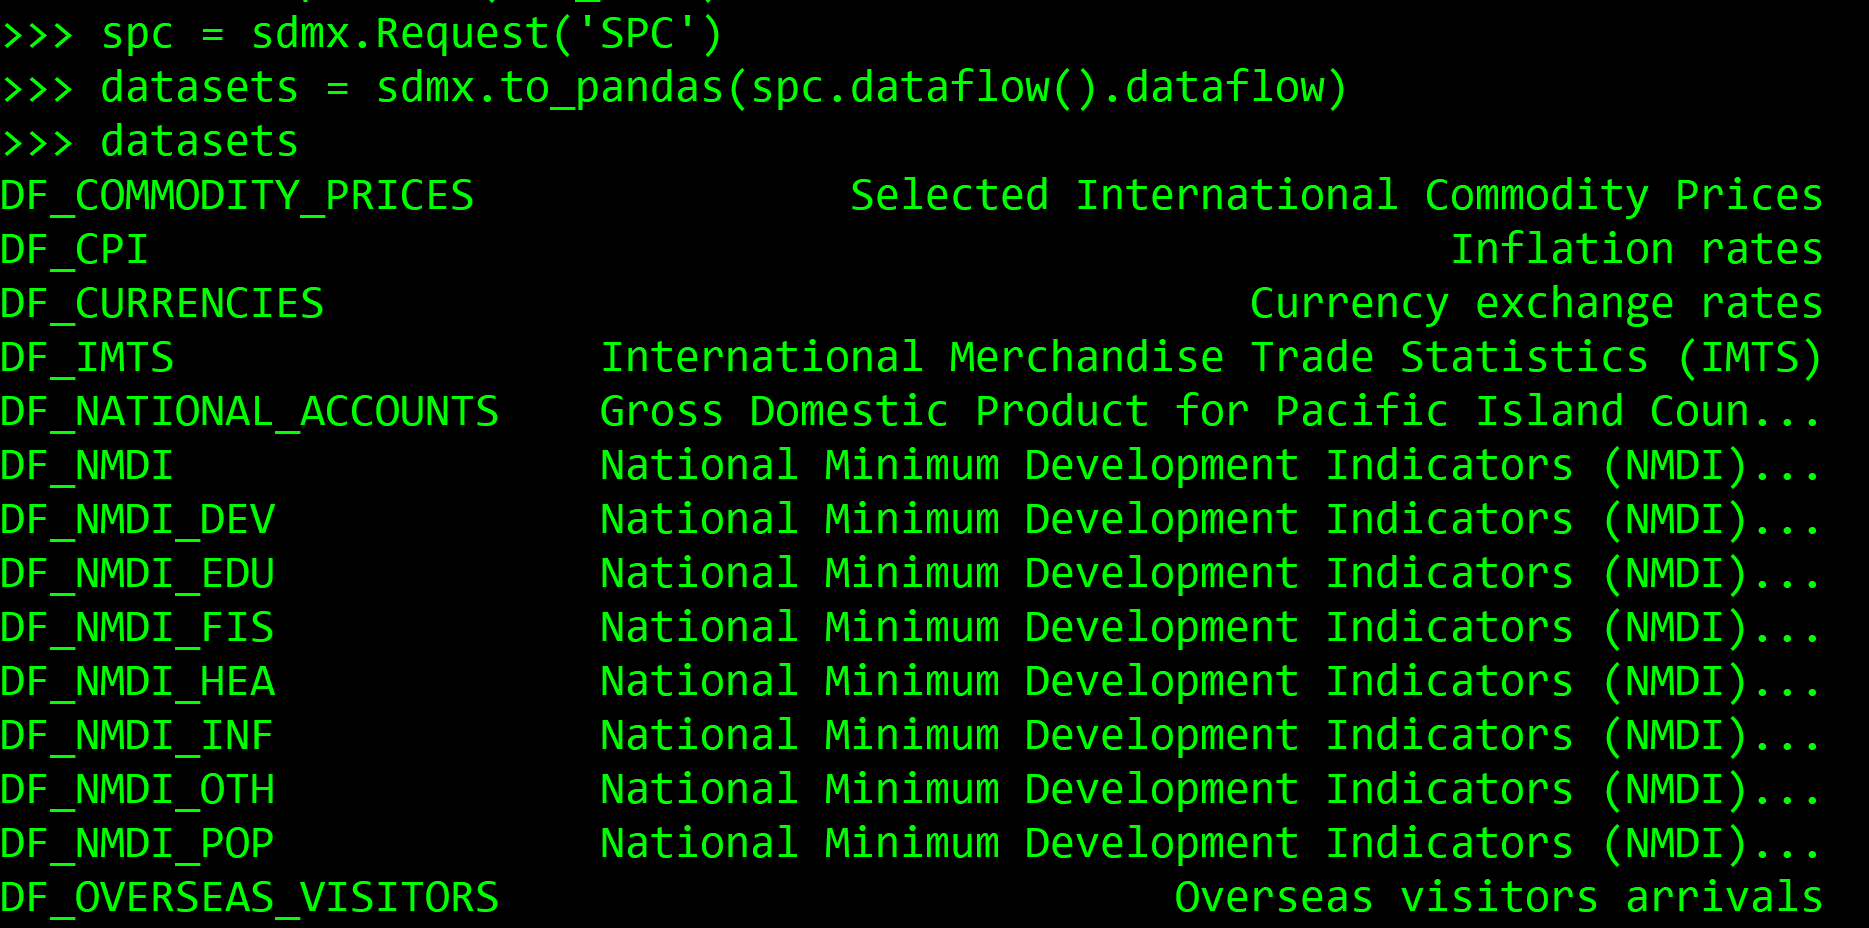 >>> spc = sdmx.Request('SPC')
>>> datasets = sdmx.to_pandas(spc.dataflow().dataflow)
>>> datasets
DF_COMMODITY_PRICES Selected International Commodity Prices
DF_CPI Inflation rates
DF_CURRENCIES Currency exchange rates
DF_IMTS International Merchandise Trade Statistics (IMTS)
DF_NATIONAL_ACCOUNTS Gross Domestic Product for Pacific Island Coun...
DF_NMDI National Minimum Development Indicators (NMDI)...
DF_NMDI_DEV National Minimum Development Indicators (NMDI)...
DF_NMDI_EDU National Minimum Development Indicators (NMDI)...
DF_NMDI_FIS National Minimum Development Indicators (NMDI)...
DF_NMDI_HEA National Minimum Development Indicators (NMDI)...
DF_NMDI_INF National Minimum Development Indicators (NMDI)...
DF_NMDI_OTH National Minimum Development Indicators (NMDI)...
DF_NMDI_POP National Minimum Development Indicators (NMDI)...
DF_OVERSEAS_VISITORS Overseas visitors arrivals